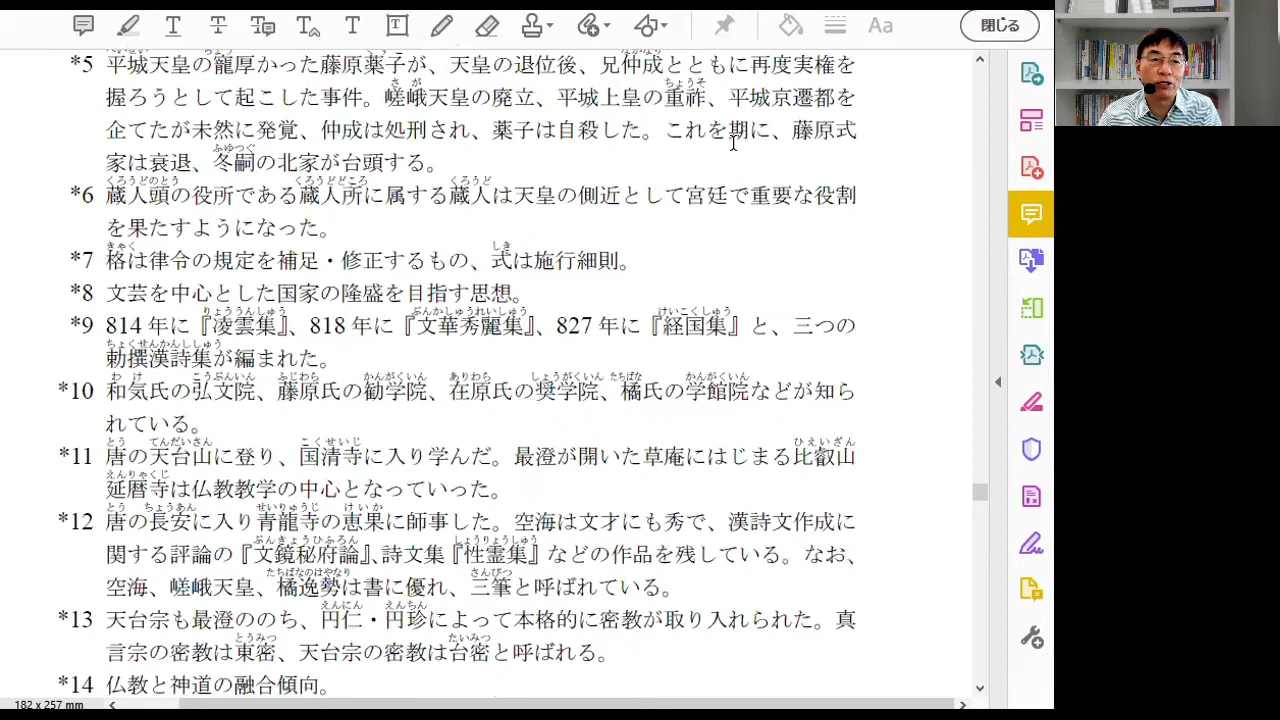 閉じる
*5 平城天皇の寵厚かった藤原薬子が、天皇の退位後、兄仲成とともに再度実権を
握ろうとして起こした事件。嵯峨天皇の廃立、平城上皇の重祚、平城京遷都を
企てたが未然に発覚、仲成は処刑され、薬子は自殺した。これを期に、藤原式
家は衰退、冬嗣の北家が台頭する。
*6 蔵人頭の役所である蔵人所に属する蔵人は天皇の側近として宮廷で重要な役割
を果たすようになった。
*7 格は律令の規定を補足・修正するもの、式は施行細則。
*8 文芸を中心とした国家の隆盛を目指す思想。
*9 814 年に『凌雲集』、818 年に『文華秀麗集』、827 年に『経国集』と、三つの
勅撰漢詩集が編まれた。
*10 和気氏の弘文院、藤原氏の勧学院、在原氏の奨学院、橘氏の学館院などが知ら
れている。
*11 唐の天台山に登り、国清寺に入り学んだ。最澄が開いた草庵にはじまる比叡山
延暦寺は仏教教学の中心となっていった。
*12 唐の長安に入り青龍寺の恵果に師事した。空海は文才にも秀で、漢詩文作成に
関する評論の『文鏡秘府論』、詩文集『性霊集』などの作品を残している。なお、
空海、嵯峨天皇、橘逸勢は書に優れ、三筆と呼ばれている。
*13 天台宗も最澄ののち、円仁・円珍によって本格的に密教が取り入れられた。真
言宗の密教は東密、天台宗の密教は台密と呼ばれる。
*14 仏教と神道の融合傾向。
182 x 257 mm